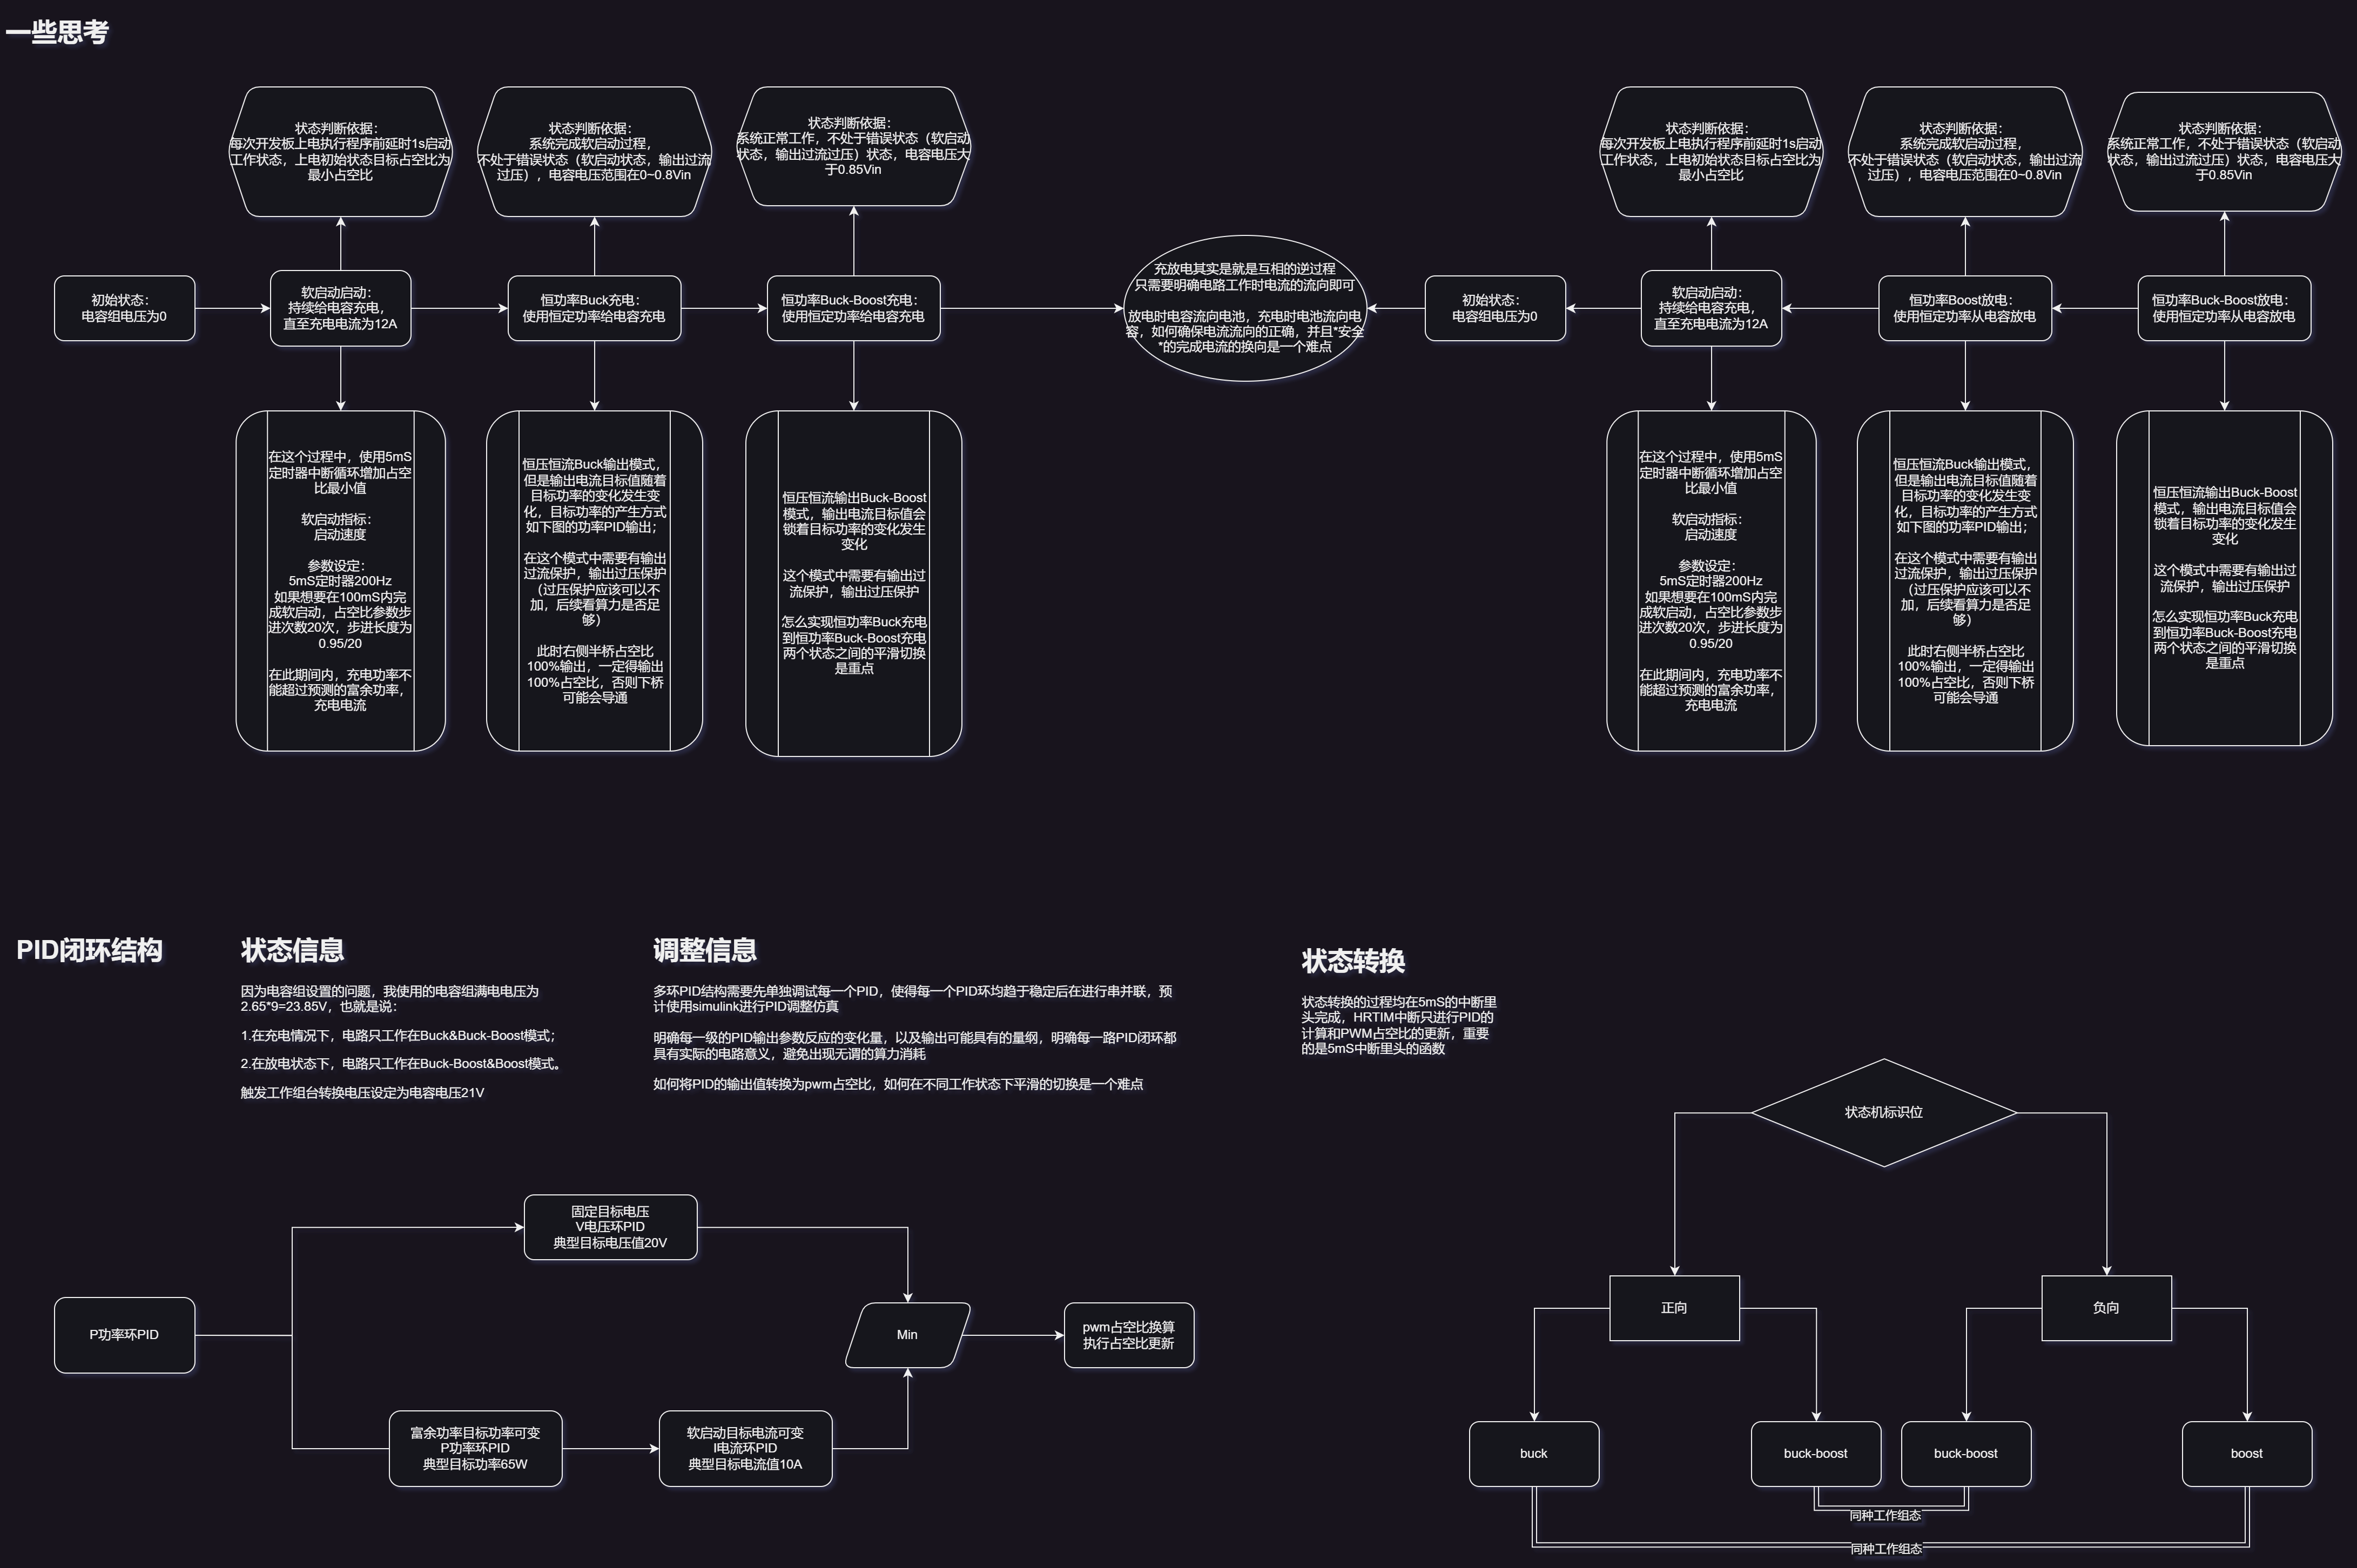 一些思考
状态判断依据：
每次开发板上电执行程序前延时1s启动
工作状态，上电初始状态目标占空比为
最小占空比
状态判断依据：
系统完成软启动过程，
不处于错误状态（软启动状态，输出过流
过压），电容电压范围在0~0.8Vin
状态判断依据：
系统正常工作，不处于错误状态（软启动
状态，输出过流过压）状态，电容电压大
于0.85Vin
初始状态：
电容组电压为0
软启动启动：
持续给电容充电，
直至充电电流为12A
恒功率Buck充电：
使用恒定功率给电容充电
恒功率Buck-Boost充电：
使用恒定功率给电容充电
在这个过程中，使用5mS
定时器中断循环增加占空
比最小值
软启动指标：
启动速度
参数设定：
5mS定时器200Hz
如果想要在100mS内完
成软启动，占空比参数步
进次数20次，步进长度为
0.95/20
在此期间内，充电功率不
能超过预测的富余功率，
充电电流
恒压恒流Buck输出模式，
但是输出电流目标值随着
目标功率的变化发生变
化，目标功率的产生方式
如下图的功率PID输出；
在这个模式中需要有输出
过流保护，输出过压保护
（过压保护应该可以不
加，后续看算力是否足
够）
此时右侧半桥占空比
100%输出，一定得输出
100%占空比，否则下桥
可能会导通
恒压恒流输出Buck-Boost
模式，输出电流目标值会
锁着目标功率的变化发生
变化
这个模式中需要有输出过
流保护，输出过压保护
怎么实现恒功率Buck充电
到恒功率Buck-Boost充电
两个状态之间的平滑切换
是重点
充放电其实是就是互相的逆过程
只需要明确电路工作时电流的流向即可
放电时电容流向电池，充电时电池流向电
容，如何确保电流流向的正确，并且*安全
*的完成电流的换向是一个难点
状态判断依据：
每次开发板上电执行程序前延时1s启动
工作状态，上电初始状态目标占空比为
最小占空比
状态判断依据：
系统完成软启动过程，
不处于错误状态（软启动状态，输出过流
过压），电容电压范围在0~0.8Vin
状态判断依据：
系统正常工作，不处于错误状态（软启动
状态，输出过流过压）状态，电容电压大
于0.85Vin
初始状态：
电容组电压为0
软启动启动：
持续给电容充电，
直至充电电流为12A
恒功率Boost放电：
使用恒定功率从电容放电
恒功率Buck-Boost放电：
使用恒定功率从电容放电
在这个过程中，使用5mS
定时器中断循环增加占空
比最小值
软启动指标：
启动速度
参数设定：
5mS定时器200Hz
如果想要在100mS内完
成软启动，占空比参数步
进次数20次，步进长度为
0.95/20
在此期间内，充电功率不
能超过预测的富余功率，
充电电流
恒压恒流Buck输出模式，
但是输出电流目标值随着
目标功率的变化发生变
化，目标功率的产生方式
如下图的功率PID输出；
在这个模式中需要有输出
过流保护，输出过压保护
（过压保护应该可以不
加，后续看算力是否足
够）
此时右侧半桥占空比
100%输出，一定得输出
100%占空比，否则下桥
可能会导通
恒压恒流输出Buck-Boost
模式，输出电流目标值会
锁着目标功率的变化发生
变化
这个模式中需要有输出过
流保护，输出过压保护
怎么实现恒功率Buck充电
到恒功率Buck-Boost充电
两个状态之间的平滑切换
是重点
PID闭环结构
状态信息
因为电容组设置的问题，我使用的电容组满电电压为
2.65*9=23.85V，也就是说：
1.在充电情况下，电路只工作在Buck&Buck-Boost模式；
2.在放电状态下，电路只工作在Buck-Boost&Boost模式。
触发工作组台转换电压设定为电容电压21V
调整信息
多环PID结构需要先单独调试每一个PID，使得每一个PID环均趋于稳定后在进行串并联，预
计使用simulink进行PID调整仿真
明确每一级的PID输出参数反应的变化量，以及输出可能具有的量纲，明确每一路PID闭环都
具有实际的电路意义，避免出现无谓的算力消耗
如何将PID的输出值转换为pwm占空比，如何在不同工作状态下平滑的切换是一个难点
状态转换
状态转换的过程均在5mS的中断里
头完成，HRTIM中断只进行PID的
计算和PWM占空比的更新，重要
的是5mS中断里头的函数
P功率环PID
固定目标电压
V电压环PID
典型目标电压值20V
富余功率目标功率可变
P功率环PID
典型目标功率65W
软启动目标电流可变
I电流环PID
典型目标电流值10A
Min
pwm占空比换算
执行占空比更新
状态机标识位
正向
负向
buck
buck-boost
buck-boost
boost
同种工作组态
同种工作组态